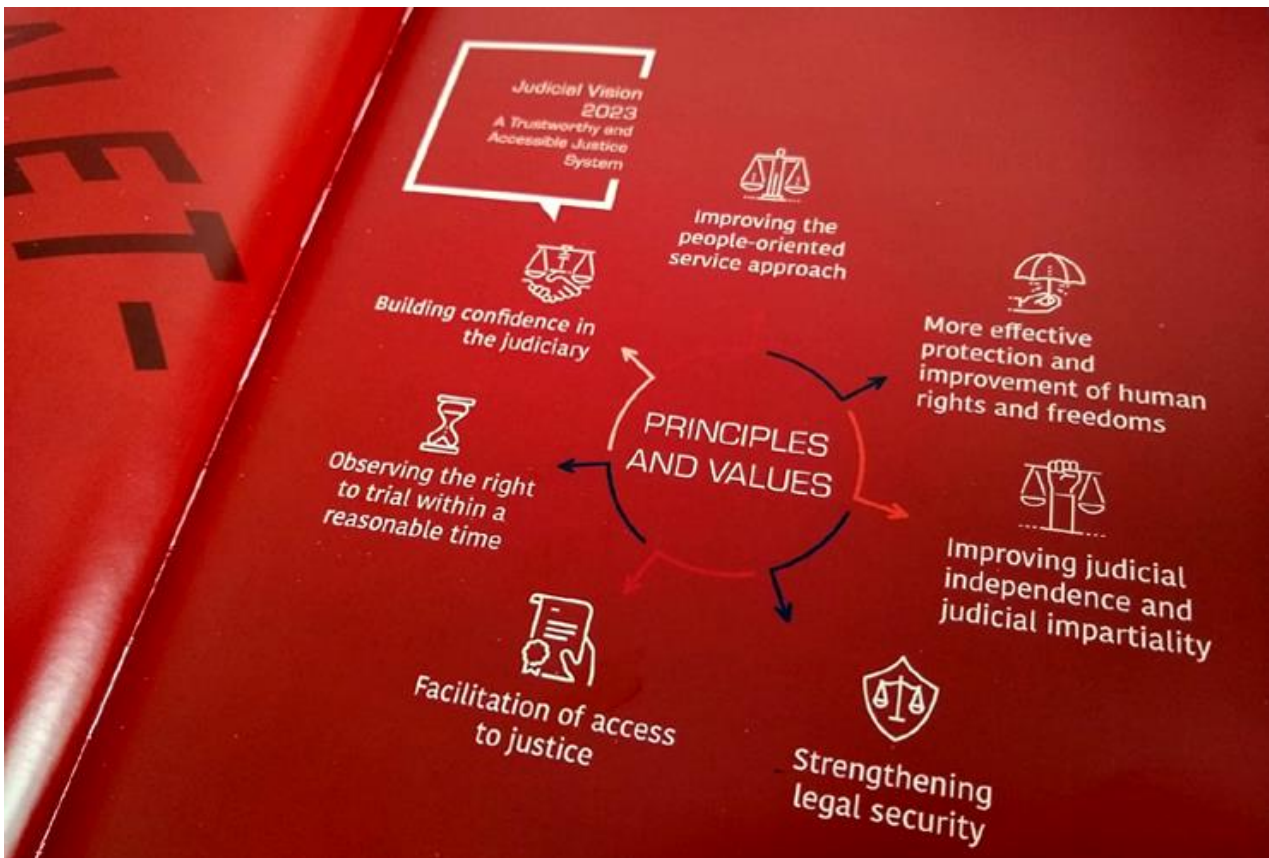 NET-
Judicial Vision
2023
A Trustworthy and
Accessible Justice
System
Improving the
people-oriented
service approach
More effective
protection and
improvement of human
rights and freedoms
Improving judicial
independence and
judicial impartiality
Strengthening
legal security
Facilitation of access
to justice
Observing the right
to trial within a
reasonable time
Building confidence in
the judiciary
PRINCIPLES
AND VALUES